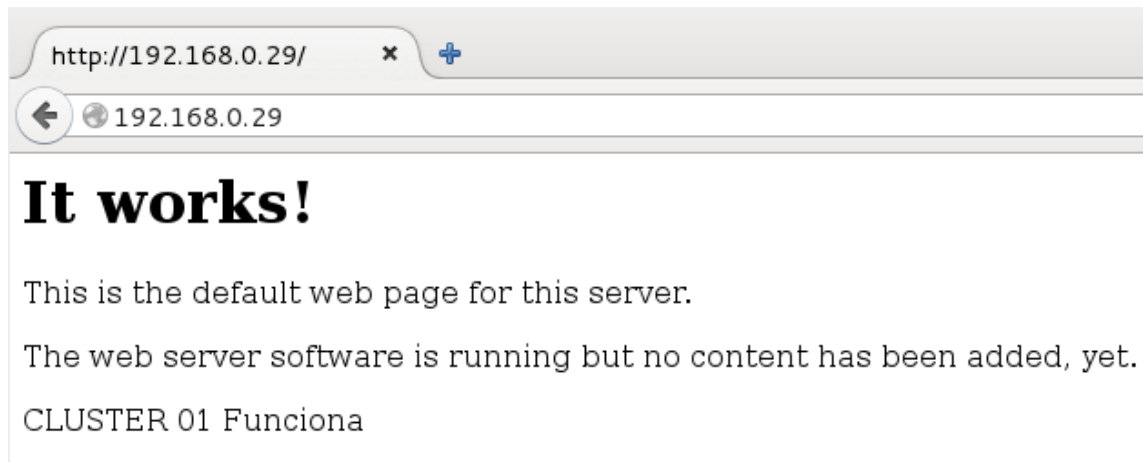 http://192.168.0.29/
192.168.0.29
It works!
This is the default web page for this server.
The web server software is running but no content has been added, yet.
CLUSTER 01 Funciona